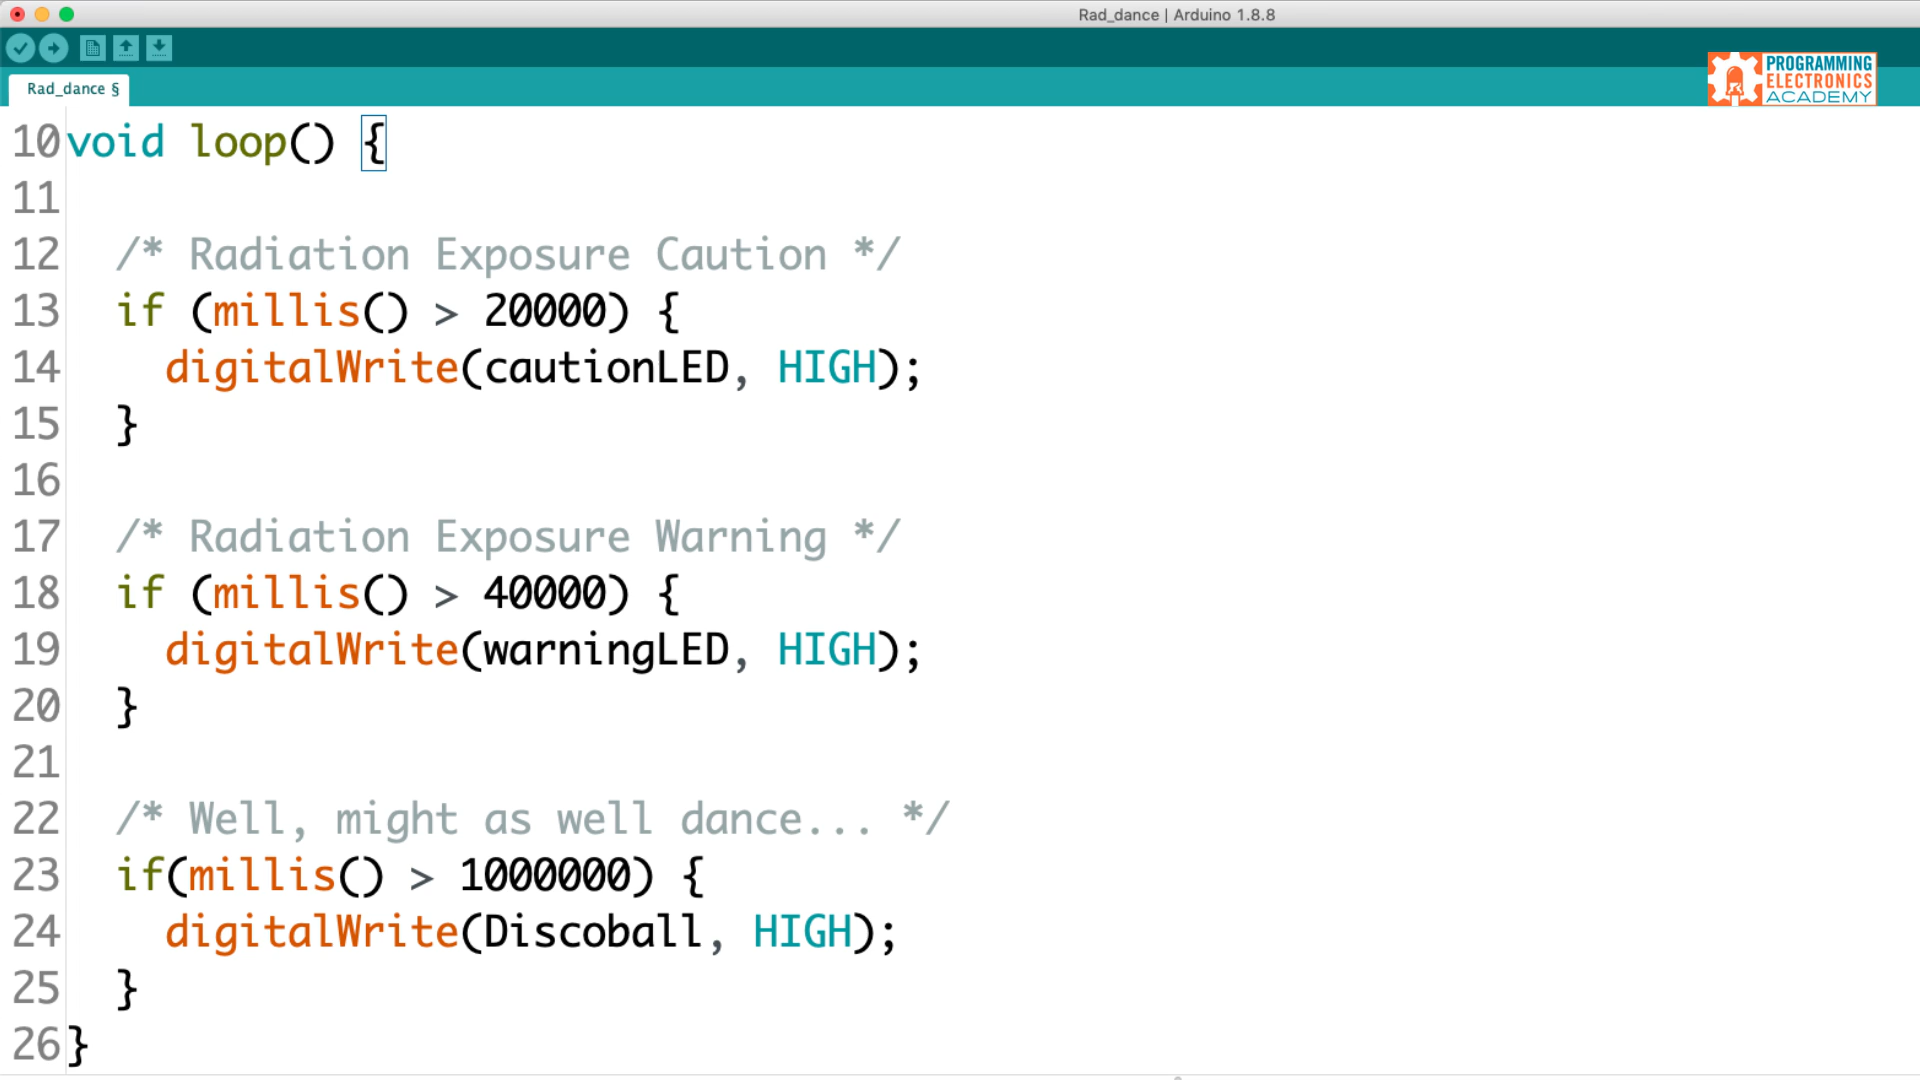 Rad_dance | Arduino 1.8.8
PROGRAMMING
ELECTRONICS
ACADEMY
Rad_dance §
10 void loop() {
11
12 /* Radiation Exposure Caution */
13 if (millis() > 20000) {
14 digitalWrite(cautionLED, HIGH);
15 }
16
17 /* Radiation Exposure Warning */
18 if (millis() > 40000) {
19 digitalWrite(warningLED, HIGH);
20 }
21
22 /* Well, might as well dance... */
23 if(millis() > 1000000) {
24 digitalWrite(Discoball, HIGH);
25 }
26 }